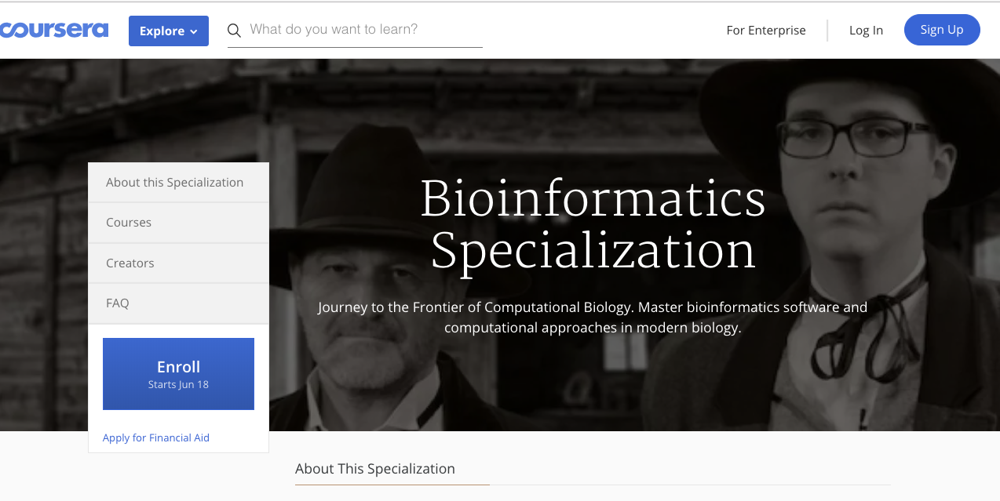 coursera
Explore
What do you want to learn?
For Enterprise
Log In
Sign Up
About this Specialization
Courses
Creators
FAQ
Enroll
Starts Jun 18
Apply for Financial Aid
Bioinformatics
Specialization
Journey to the Frontier of Computational Biology. Master bioinformatics software and
computational approaches in modern biology.
About This Specialization